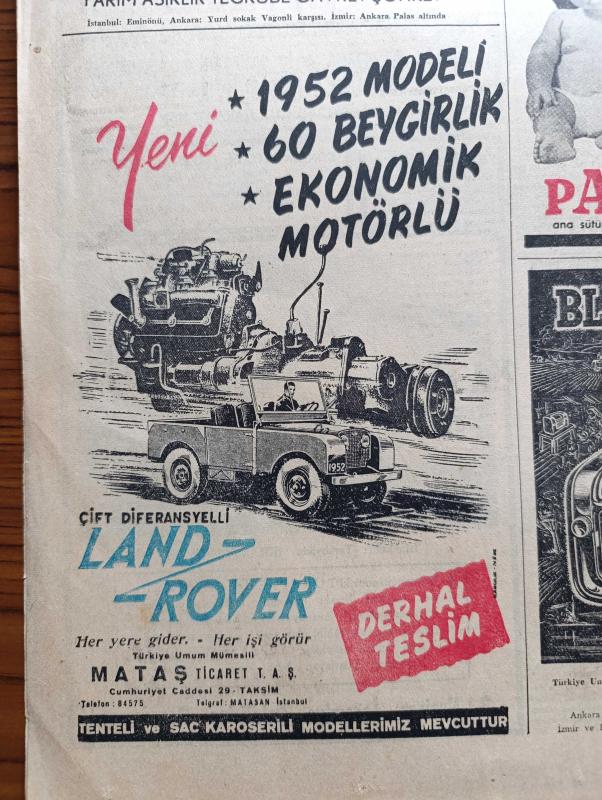 İstanbul: Eminönü, Ankara: Yurd sokak Vagonli karşısı. İzmir: Ankara Palas altında
Yeni
★ 1952 MODELİ
★ 60 BEYGİRLİK
★ EKONOMİK
MOTÖRLÜ
1952
ÇİFT DİFERANSYELLİ
LAND-
-ROVER
DERHAL
TESLİM
Her yere gider. - Her işi görür
Türkiye Umum Mümesili
MATAŞ TİCARET T. A. Ş.
Cumhuriyet Caddesi 29 - TAKSİM
Telefon: 84575 Telgraf: MATASAN İstanbul
TENTELİ ve SAC KAROSERİLİ MODELLERİMİZ MEVCUTTUR
PA
ana sütü
BL
Türkiye Un
Ankara
İzmir ve